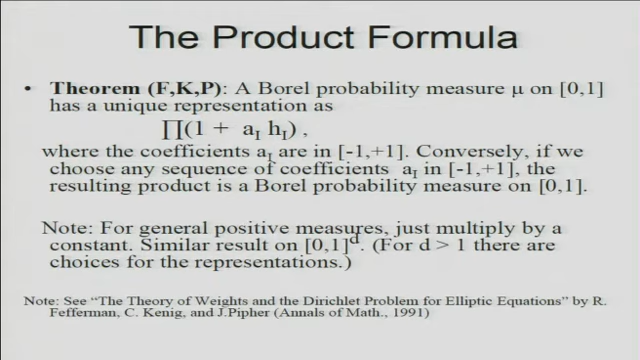 The Product Formula
• Theorem (F,K,P): A Borel probability measure μ on [0,1]
has a unique representation as
∏(1 + a_I h_I) ,
where the coefficients a_I are in [-1,+1]. Conversely, if we
choose any sequence of coefficients a_I in [-1,+1], the
resulting product is a Borel probability measure on [0,1].
Note: For general positive measures, just multiply by a
constant. Similar result on [0,1]^d. (For d > 1 there are
choices for the representations.)
Note: See "The Theory of Weights and the Dirichlet Problem for Elliptic Equations" by R.
Fefferman, C. Kenig, and J.Pipher (Annals of Math., 1991)